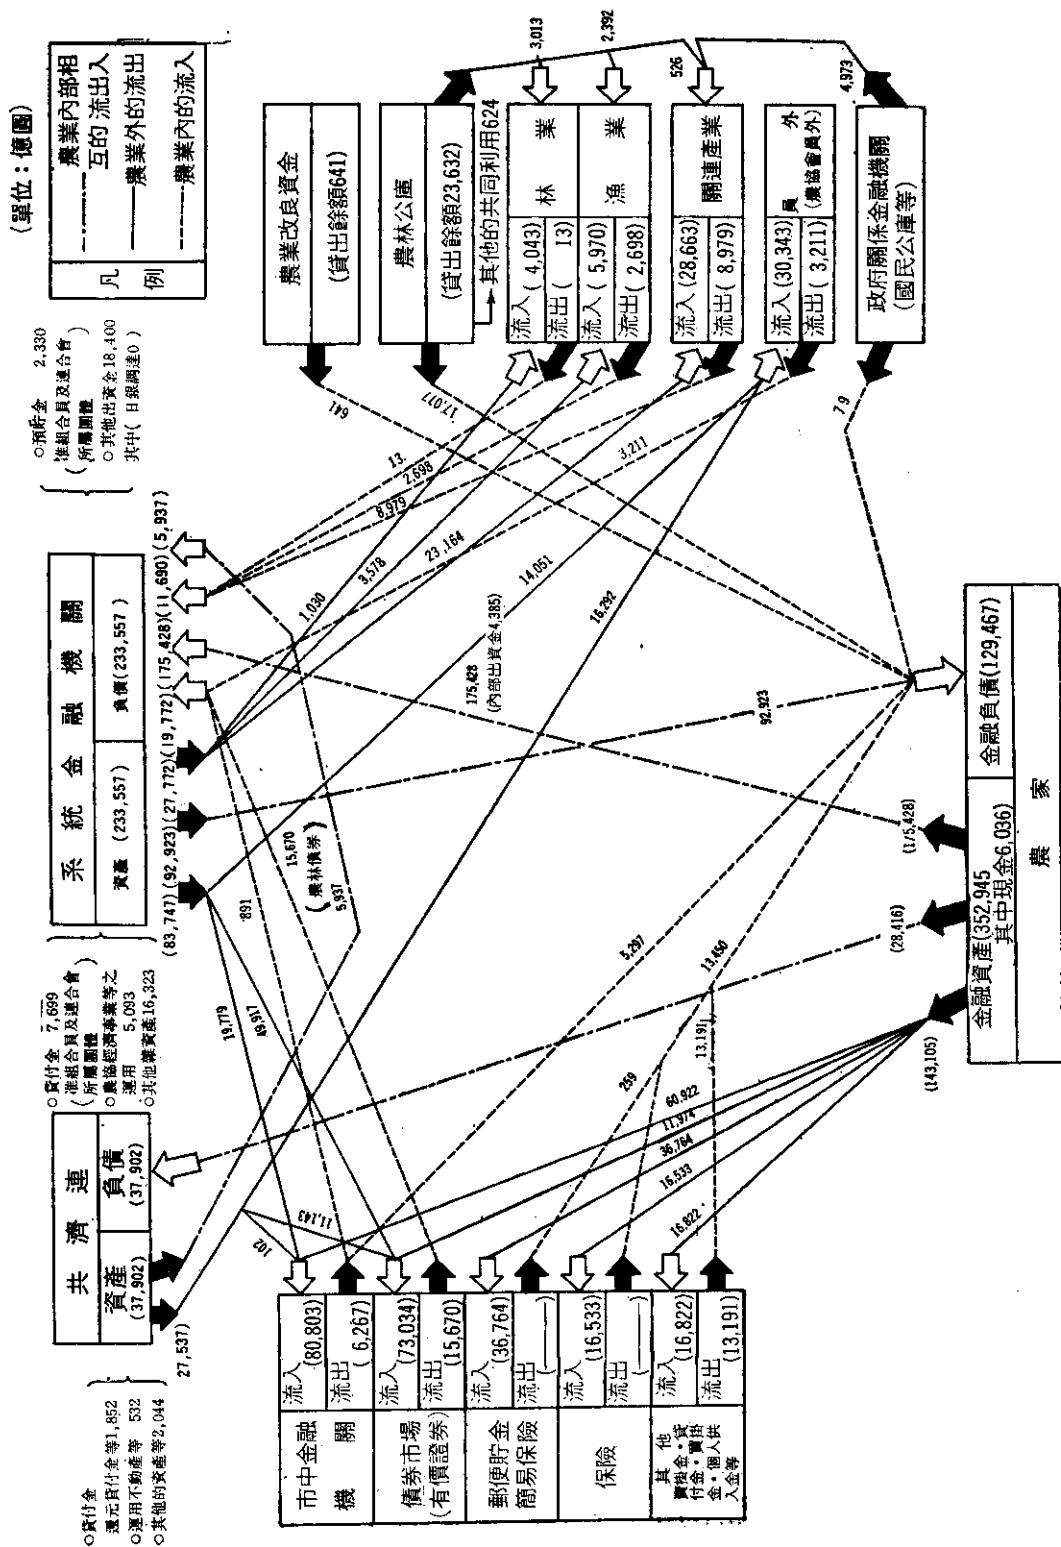 (單位：億圓)
凡例
農業內部相
互的 流出入
農業外的流出
農業內的流入
○貸付金
還元貸付金等1,852
○運用不動產等 532
○其他的資產等2,044
共濟連
資產
(37,902)
負債
(37,902)
27,537)
○貸付金 7,699
(准組合員及連合會
所屬團體)
○農協經濟事業等之
運用 5,093
○其他雜資產16,323
系統金融機關
資產 (233,557)
負債(233,557)
(83,747)(92,923)(27,772)(19,772)(175,428)(11,690)(5,937)
○預貯金 2,330
(准組合員及連合會
所屬團體)
○其他出資金18,400
其中( 日銀調達0)
農業改良資金
(貸出餘額641)
農林公庫
(貸出餘額23,632)
其他的共同利用624
林業
流入( 4,043)
流出( 13)
漁業
流入( 5,970)
流出( 2,698)
關連產業
流入(28,663)
流出( 8,979)
員外
(農協會員外)
流入(30,343)
流出( 3,211)
政府關係金融機關
(國民公庫等)
3,013
2,392
526
4,973
641
17,077
79
13.
2,698
8,979
3,211
23,164
3,578
1,030
14,051
16,292
175,428
(內部出資金4,385)
92,923
15,670
(農林債券)
5,937
891
19,779
49,917
102
11,143
5,297
13,450
13,191
259
60,922
11,974
36,764
16,533
16,822
(143,105)
(28,416)
(175,428)
市中金融機關
流入(80,803)
流出( 6,267)
債券市場
(有價證券)
流入(73,034)
流出(15,670)
郵便貯金
簡易保險
流入(36,764)
流出(——)
保險
流入(16,533)
流出(——)
其他
賣掛金・貸
付金・買掛
金・個人供
入金等
流入(16,822)
流出(13,191)
金融資產(352,945
其中現金6,036)
金融負債(129,467)
農家